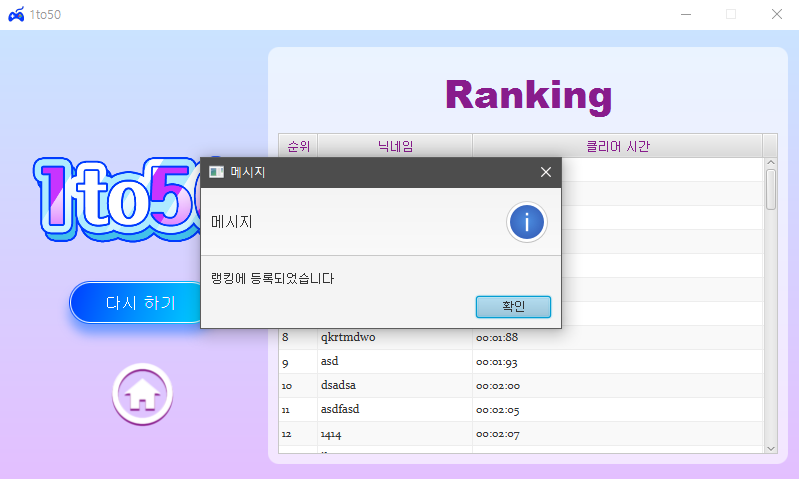 1to50
Ranking
순위 닉네임 클리어 시간
1to5
메시지
메시지
랭킹에 등록되었습니다
확인
다시 하기
8 qkrtmdwo 00:01:88
9 asd 00:01:93
10 dsadsa 00:02:00
11 asdfasd 00:02:05
12 1414 00:02:07